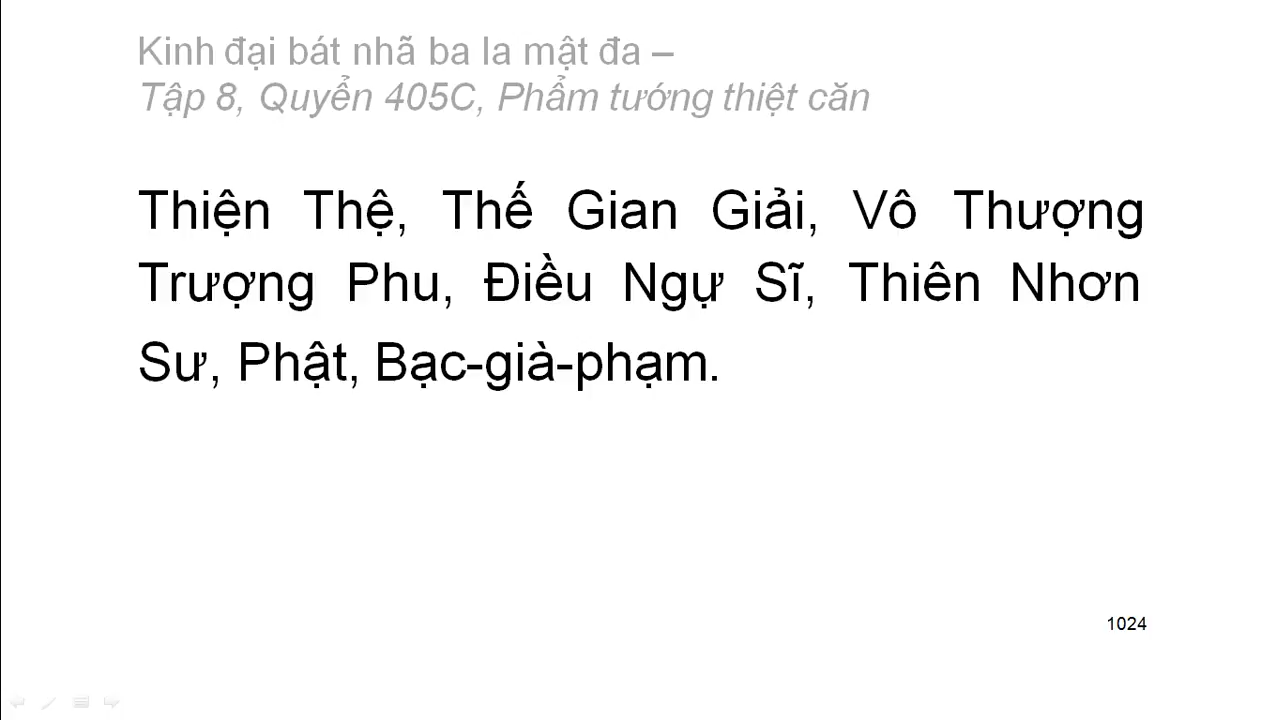 Kinh đại bát nhã ba la mật đa –
Tập 8, Quyển 405C, Phẩm tướng thiệt căn
Thiện Thệ, Thế Gian Giải, Vô Thượng
Trượng Phu, Điều Ngự Sĩ, Thiên Nhơn
Sư, Phật, Bạc-già-phạm.
1024